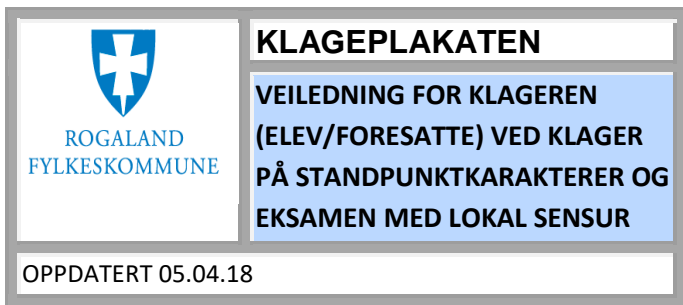 ROGALAND
FYLKESKOMMUNE
KLAGEPLAKATEN
VEILEDNING FOR KLAGEREN
(ELEV/FORESATTE) VED KLAGER
PÅ STANDPUNKTKARAKTERER OG
EKSAMEN MED LOKAL SENSUR
OPPDATERT 05.04.18